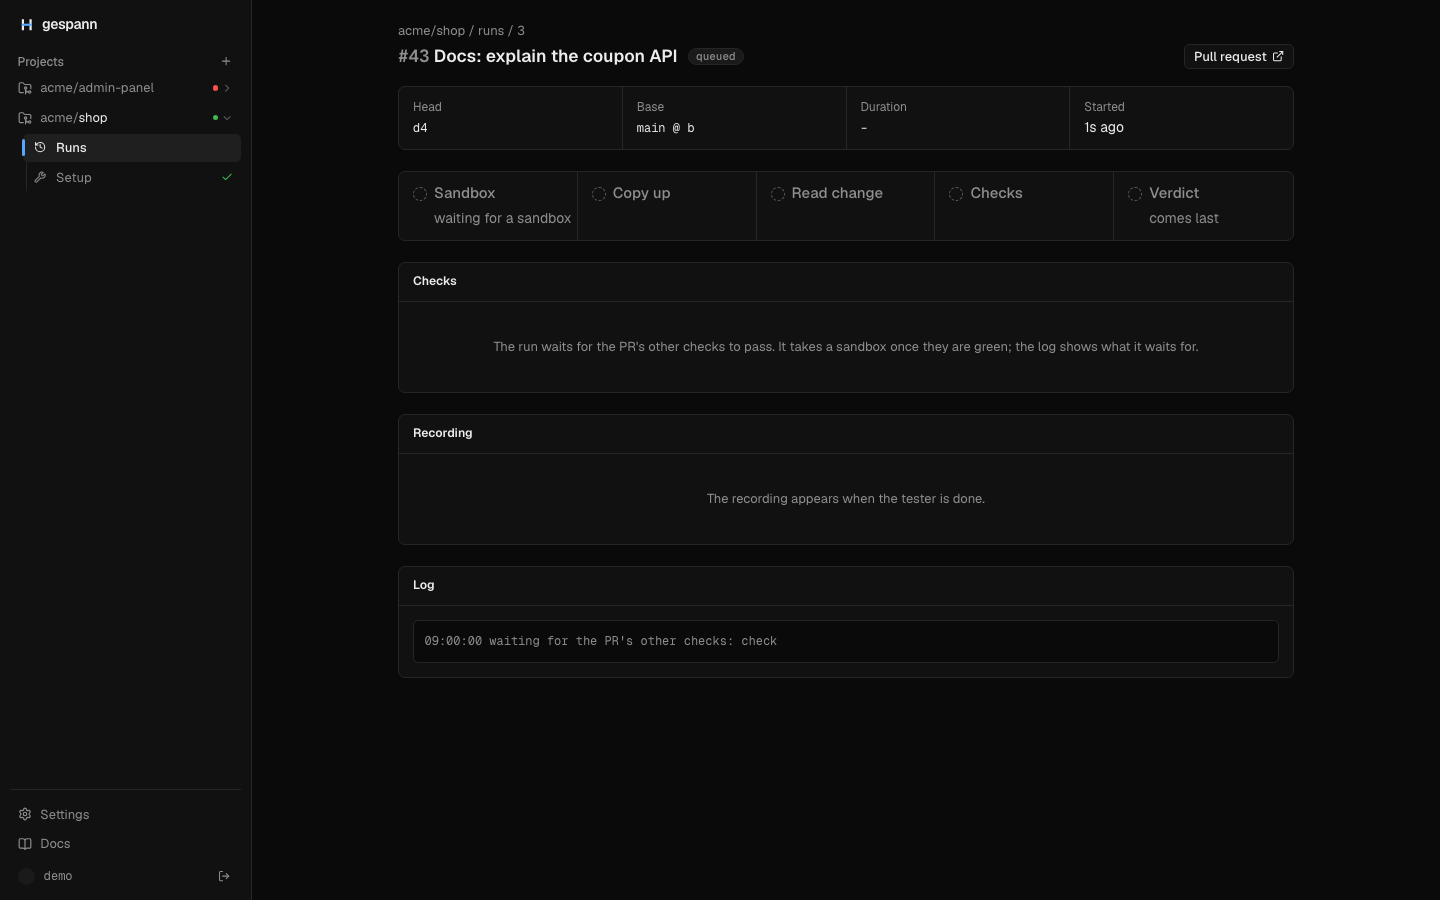 gespann
Projects
acme/admin-panel
acme/shop
Runs
Setup
Settings
Docs
demo
acme/shop / runs / 3
#43 Docs: explain the coupon API queued
Pull request
Head
d4
Base
main @ b
Duration
–
Started
1s ago
Sandbox
waiting for a sandbox
Copy up
Read change
Checks
Verdict
comes last
Checks
The run waits for the PR's other checks to pass. It takes a sandbox once they are green; the log shows what it waits for.
Recording
The recording appears when the tester is done.
Log
09:00:00 waiting for the PR's other checks: check